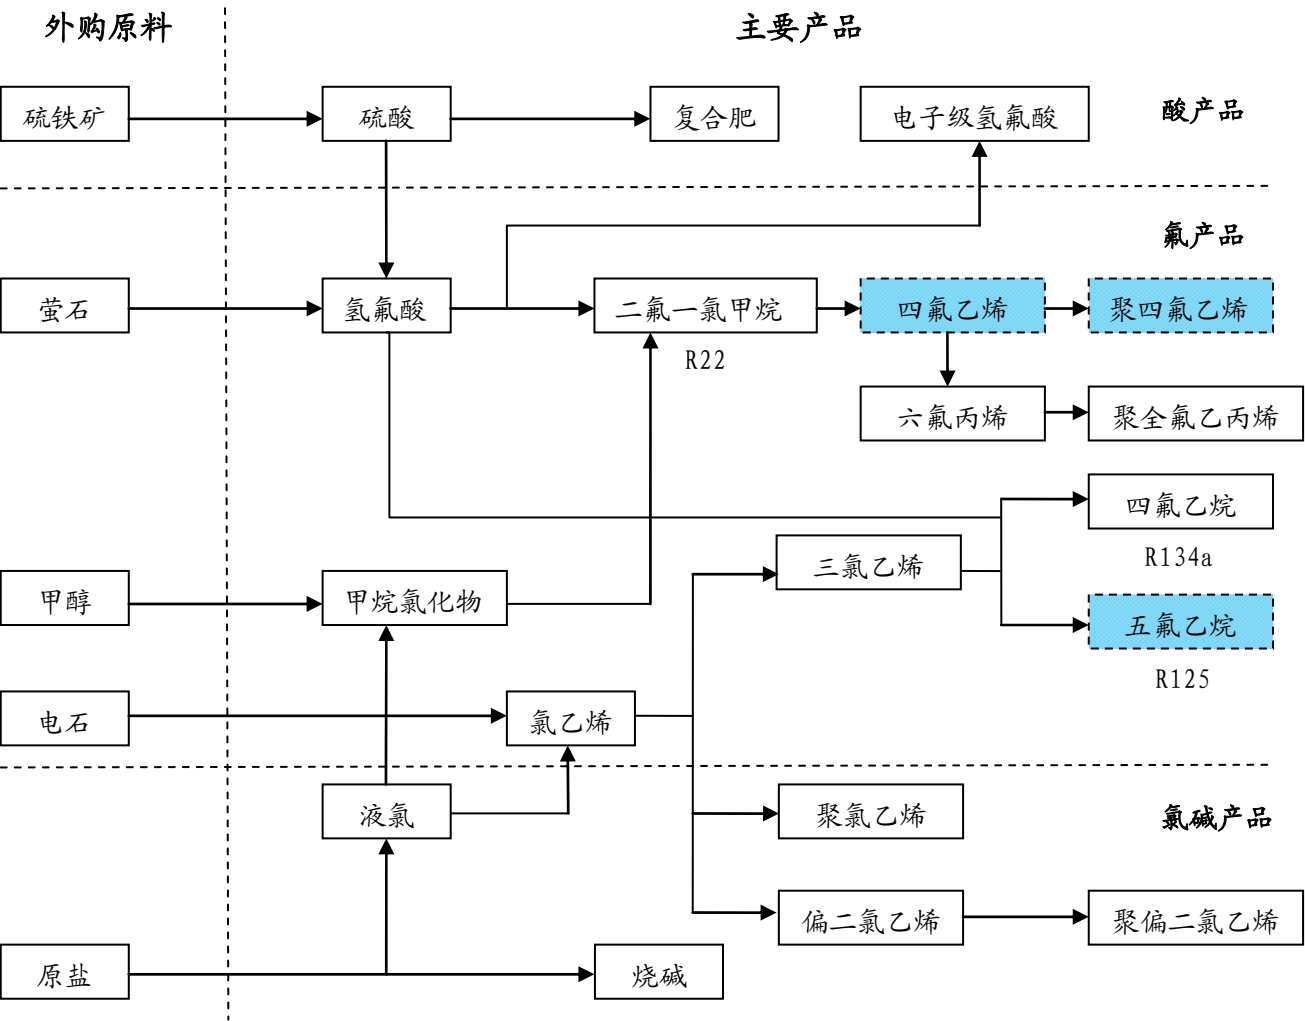 外购原料
主要产品
硫铁矿
硫酸
复合肥
电子级氢氟酸
酸产品
氟产品
萤石
氢氟酸
二氟一氯甲烷
四氟乙烯
聚四氟乙烯
R22
六氟丙烯
聚全氟乙丙烯
四氟乙烷
R134a
三氯乙烯
甲醇
甲烷氯化物
五氟乙烷
R125
电石
氯乙烯
液氯
聚氯乙烯
氯碱产品
偏二氯乙烯
聚偏二氯乙烯
原盐
烧碱